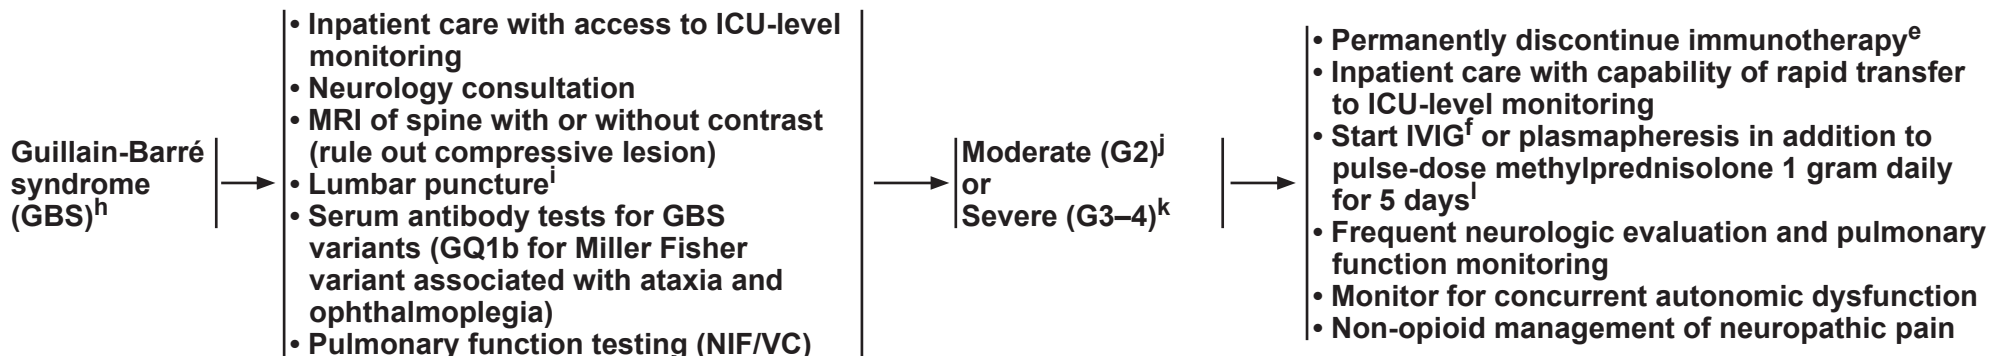 Guillain-Barré
syndrome
(GBS)h
• Inpatient care with access to ICU-level
monitoring
• Neurology consultation
• MRI of spine with or without contrast
(rule out compressive lesion)
• Lumbar puncturei
• Serum antibody tests for GBS
variants (GQ1b for Miller Fisher
variant associated with ataxia and
ophthalmoplegia)
• Pulmonary function testing (NIF/VC)
Moderate (G2)j
or
Severe (G3–4)k
• Permanently discontinue immunotherapye
• Inpatient care with capability of rapid transfer
to ICU-level monitoring
• Start IVIGf or plasmapheresis in addition to
pulse-dose methylprednisolone 1 gram daily
for 5 daysl
• Frequent neurologic evaluation and pulmonary
function monitoring
• Monitor for concurrent autonomic dysfunction
• Non-opioid management of neuropathic pain